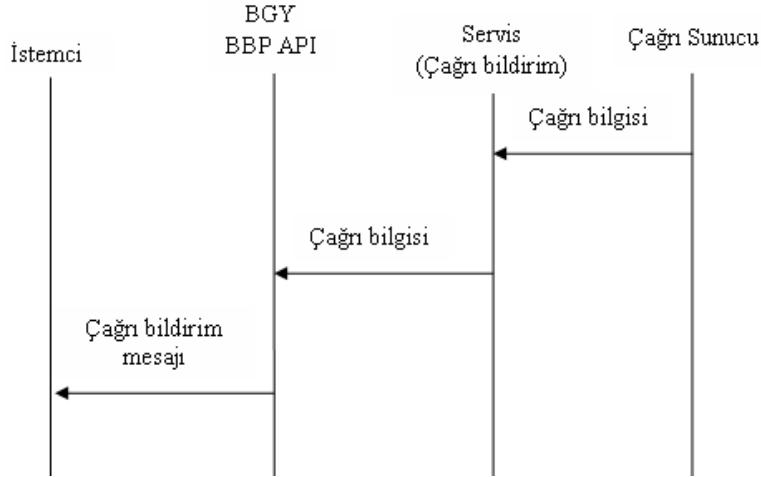 İstemci
BGY
BBP API
Servis
(Çağrı bildirim)
Çağrı Sunucu
Çağrı bilgisi
Çağrı bilgisi
Çağrı bildirim
mesajı